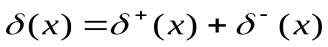 δ(x) = δ⁺(x) + δ⁻(x)